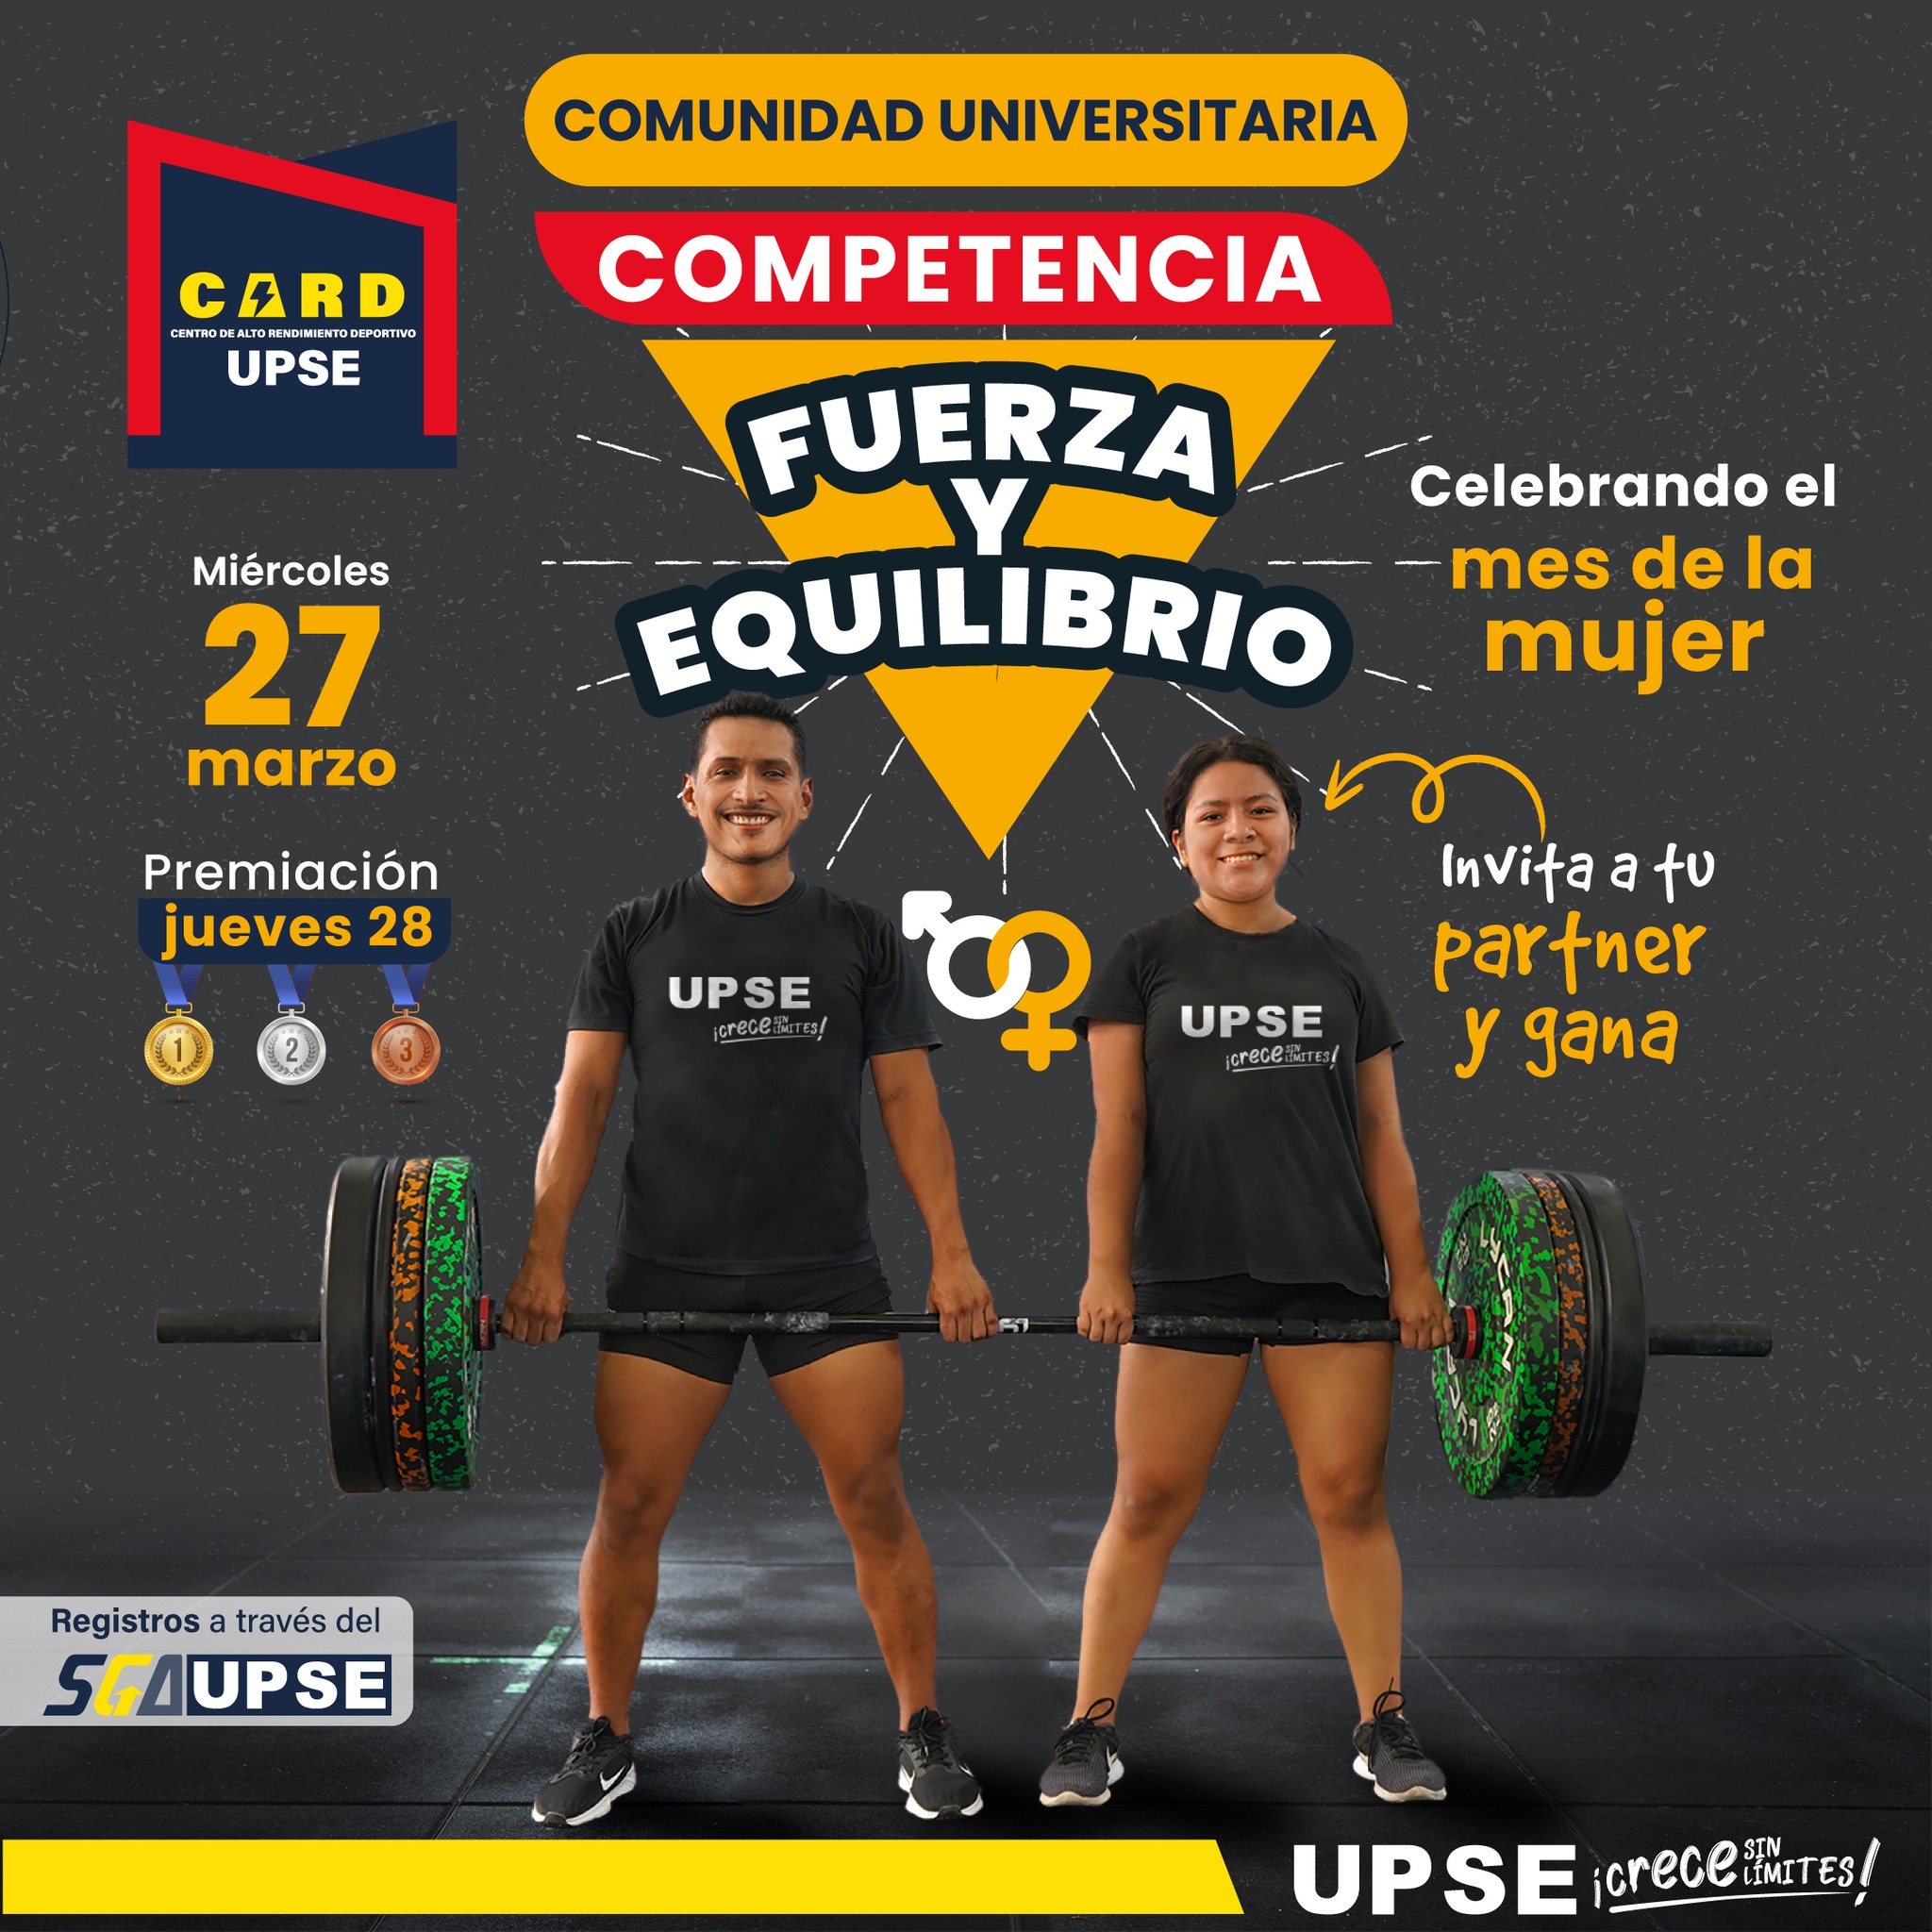 COMUNIDAD UNIVERSITARIA
COMPETENCIA
CARD
CENTRO DE ALTO RENDIMIENTO DEPORTIVO
UPSE
FUERZA
Y
EQUILIBRIO
Celebrando el
mes de la
mujer
Miércoles
27
marzo
Premiación
jueves 28
1 2 3
Invita a tu
partner
y gana
UPSE
¡crece SIN LÍMITES!
UPSE
¡crece SIN LÍMITES!
Registros a través del
SGA UPSE
UPSE ¡crece SIN LÍMITES!